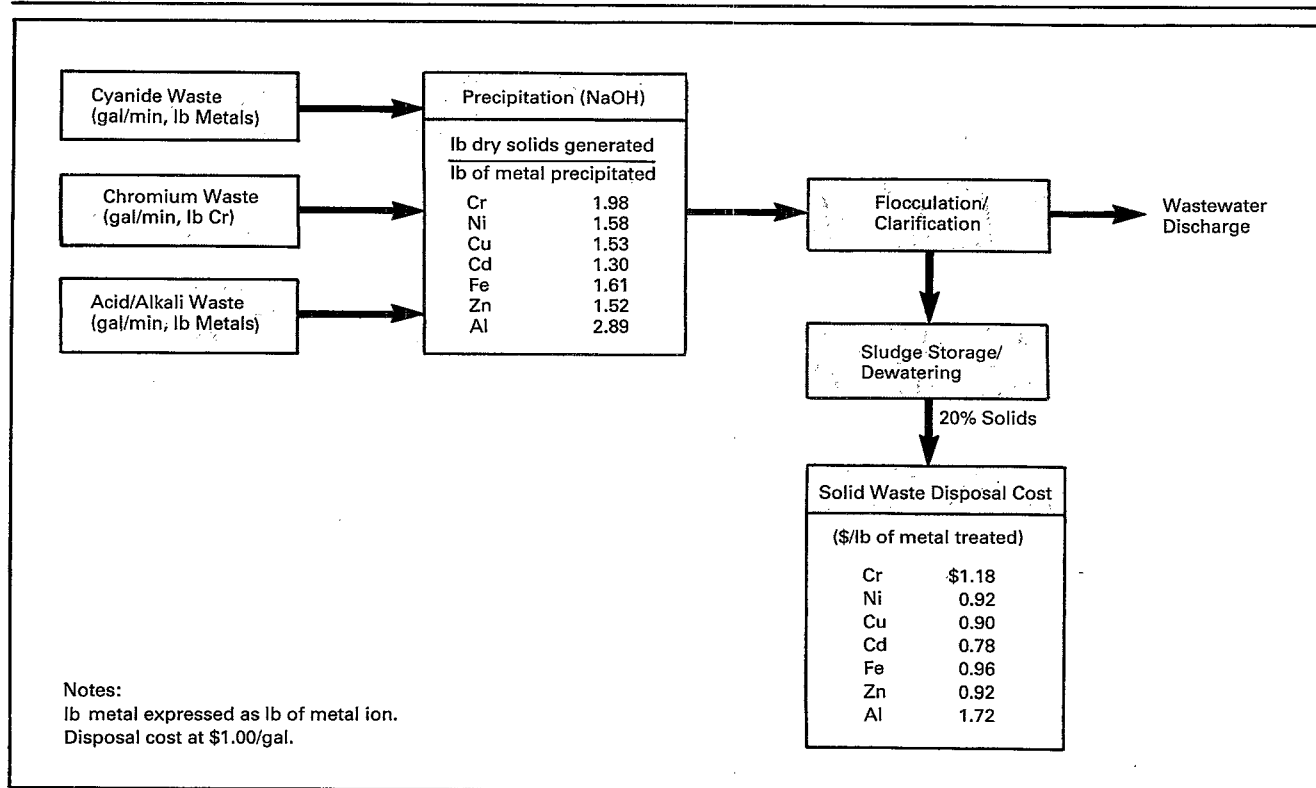 Cyanide Waste
(gal/min, lb Metals)
Chromium Waste
(gal/min, lb Cr)
Acid/Alkali Waste
(gal/min, lb Metals)
Precipitation (NaOH)
lb dry solids generated
lb of metal precipitated
Cr 1.98
Ni 1.58
Cu 1.53
Cd 1.30
Fe 1.61
Zn 1.52
Al 2.89
Flocculation/
Clarification
Wastewater
Discharge
Sludge Storage/
Dewatering
20% Solids
Solid Waste Disposal Cost
($/lb of metal treated)
Cr $1.18
Ni 0.92
Cu 0.90
Cd 0.78
Fe 0.96
Zn 0.92
Al 1.72
Notes:
lb metal expressed as lb of metal ion.
Disposal cost at $1.00/gal.